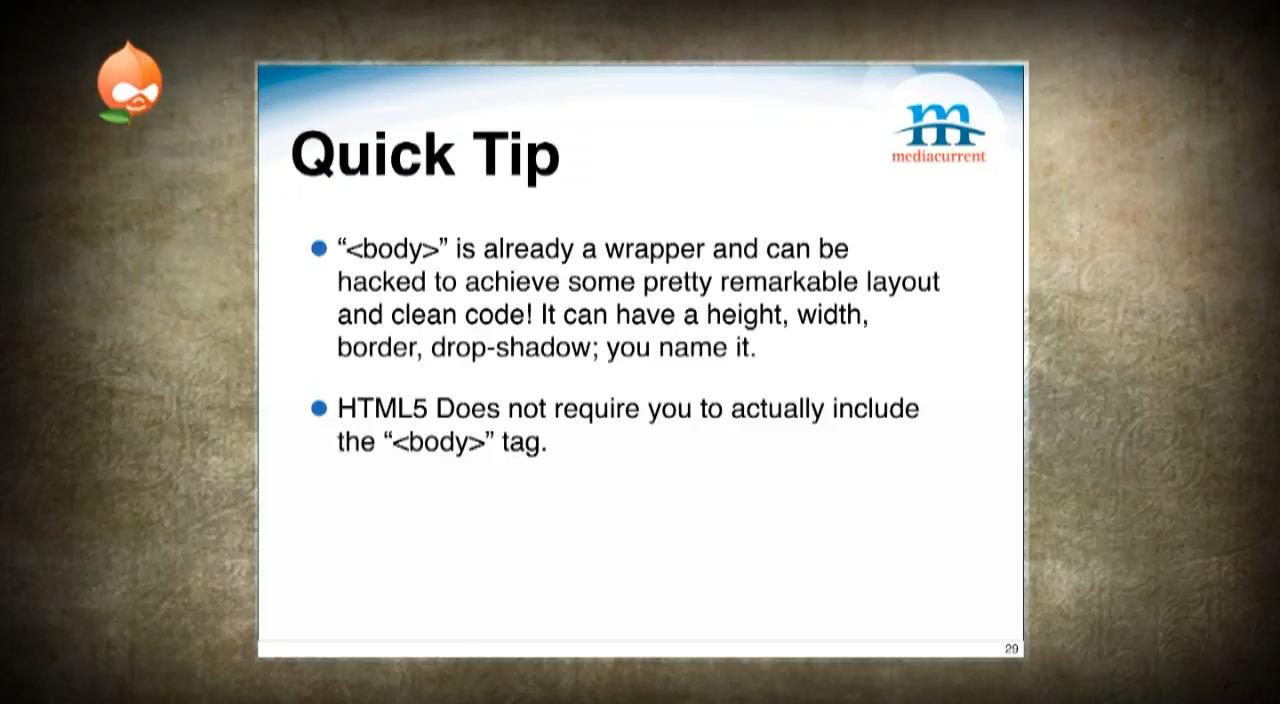 m
mediacurrent
Quick Tip
“<body>” is already a wrapper and can be
hacked to achieve some pretty remarkable layout
and clean code! It can have a height, width,
border, drop-shadow; you name it.
HTML5 Does not require you to actually include
the “<body>” tag.
29